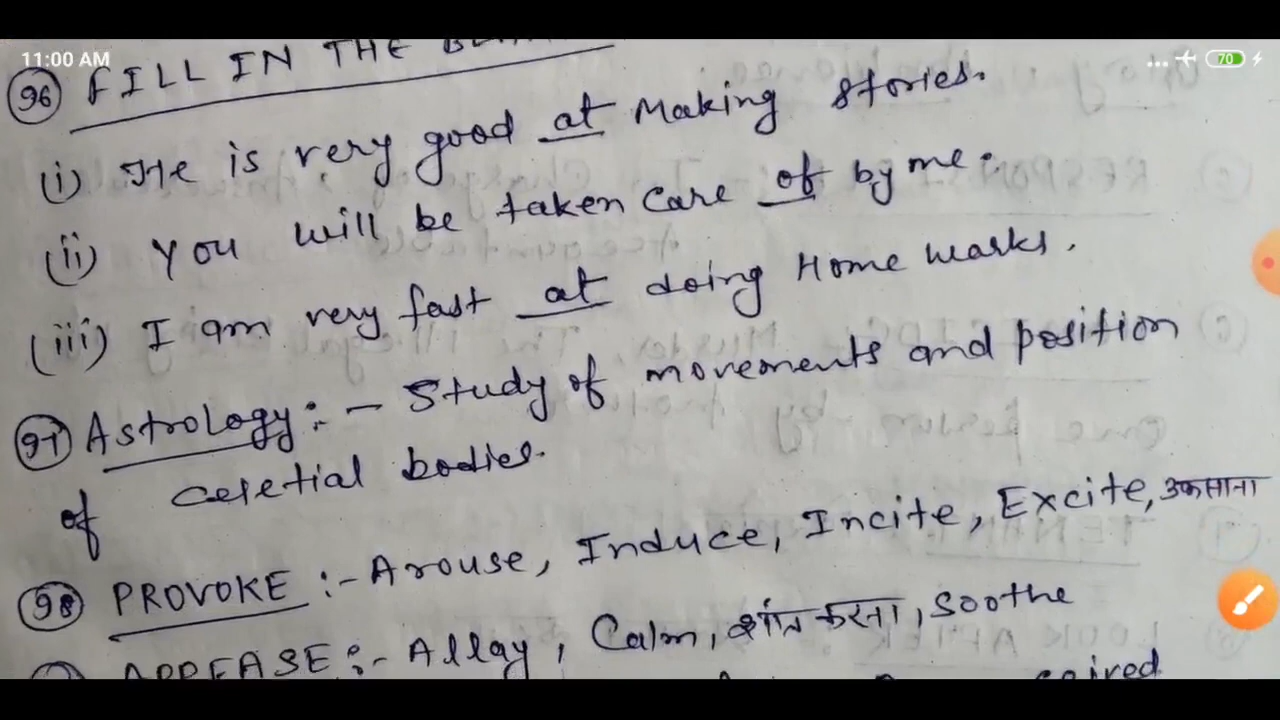 11:00 AM
70
96 FILL IN THE
(i) He is very good at Making stories.
(ii) You will be taken care of by me.
(iii) I am very fast at doing Home warks.
97 Astrology:- Study of movements and position
of celetial bodies.
98 PROVOKE :- Arouse, Induce, Incite, Excite, उकसाना
APPEASE:- Allay, Calm, शांत करना, Soothe